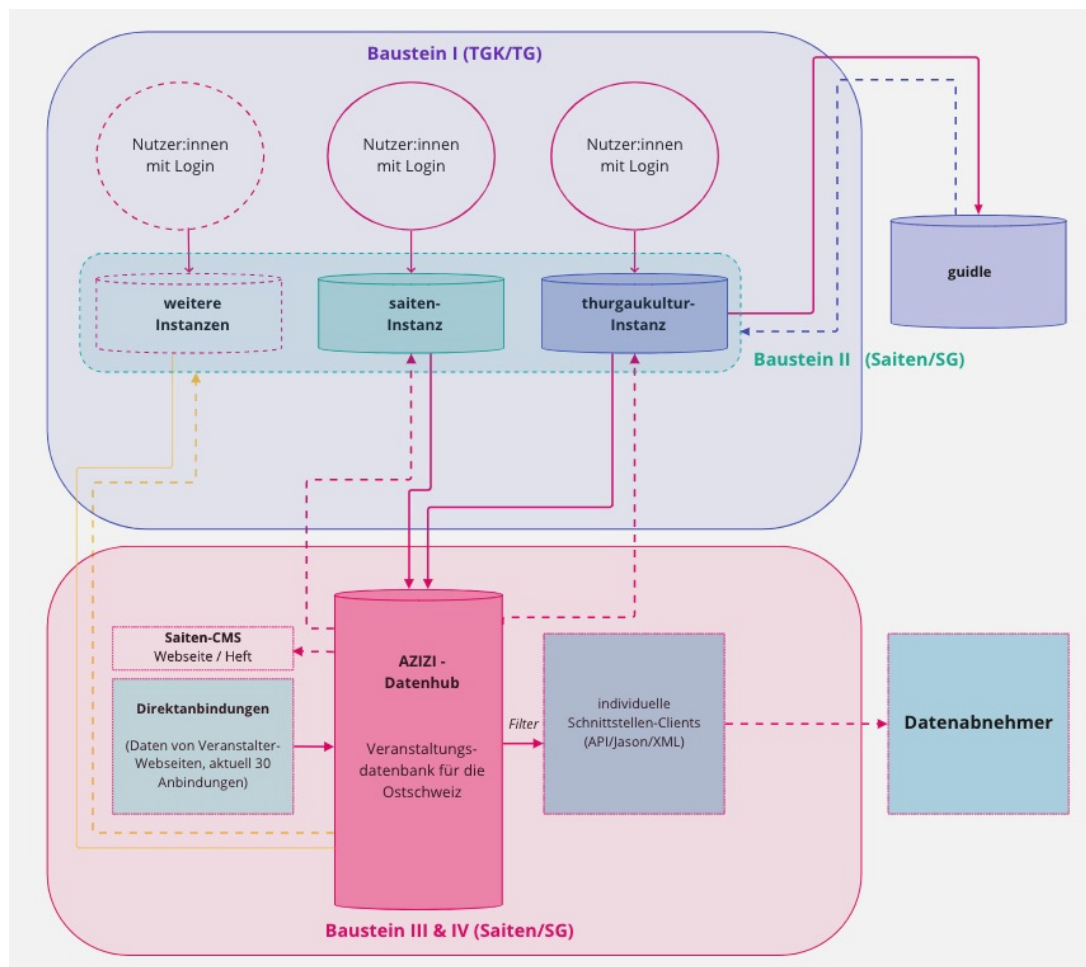 Baustein I (TGK/TG)
Nutzer:innen
mit Login
Nutzer:innen
mit Login
Nutzer:innen
mit Login
weitere
Instanzen
saiten-
Instanz
thurgaukultur-
Instanz
guidle
Baustein II (Saiten/SG)
Saiten-CMS
Webseite / Heft
Direktanbindungen
(Daten von Veranstalter-
Webseiten, aktuell 30
Anbindungen)
AZIZI -
Datenhub
Veranstaltungs-
datenbank für die
Ostschweiz
Filter
individuelle
Schnittstellen-Clients
(API/Jason/XML)
Datenabnehmer
Baustein III & IV (Saiten/SG)